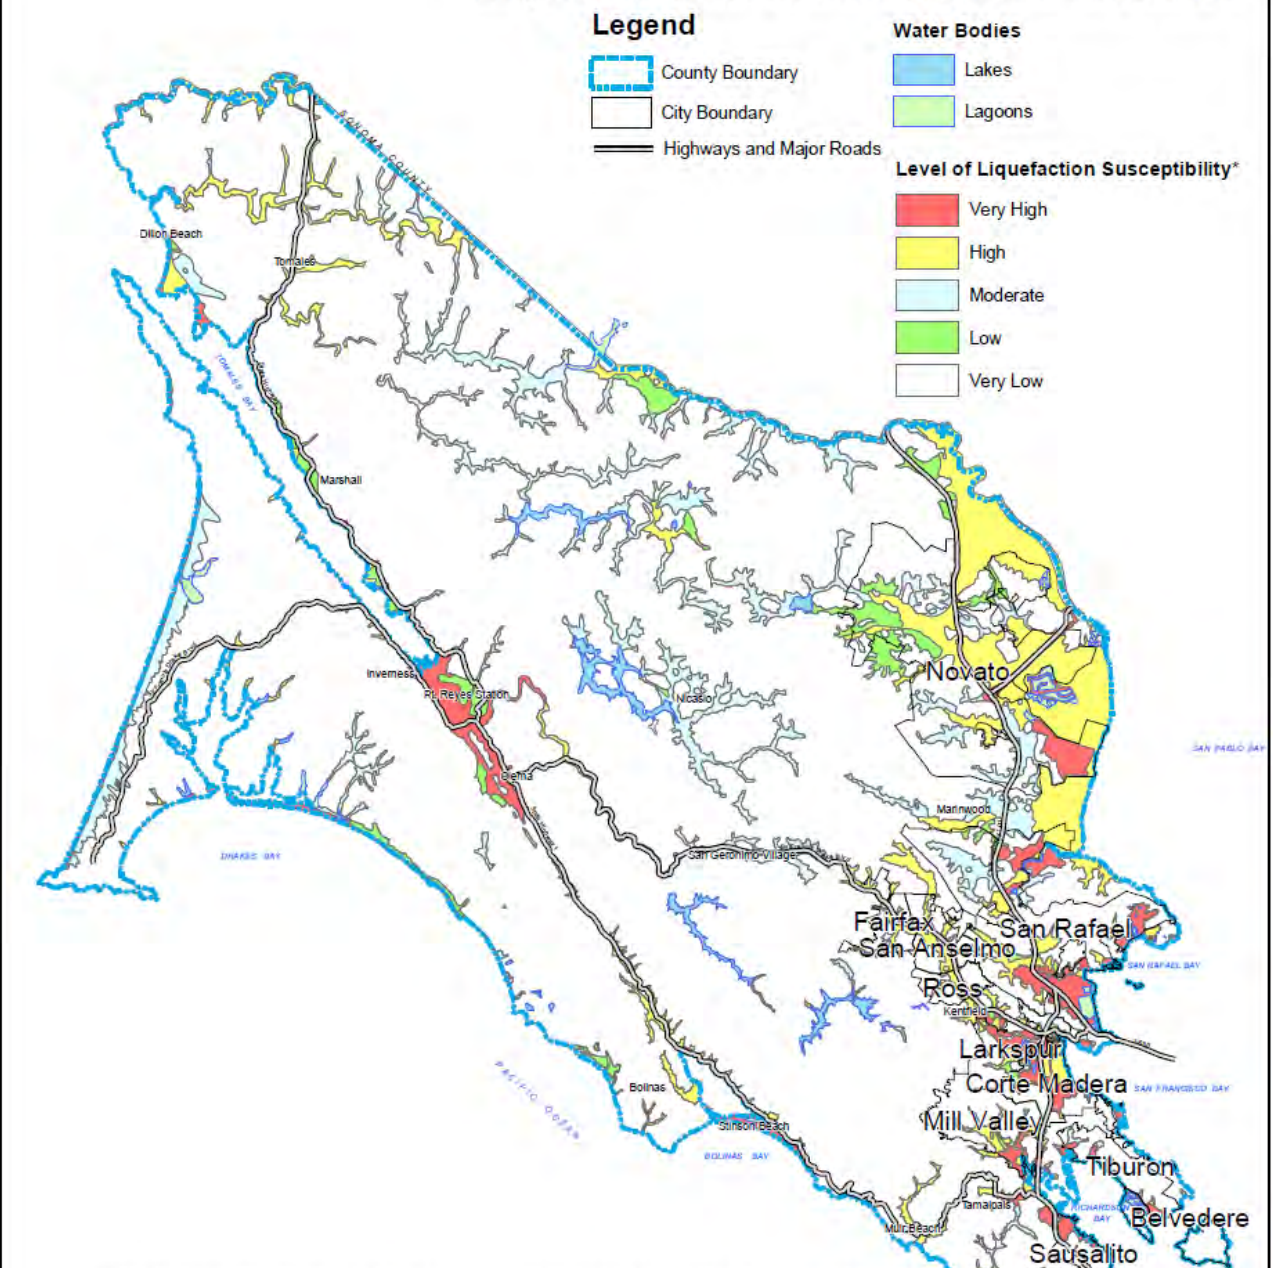 Legend
County Boundary
City Boundary
Highways and Major Roads
Water Bodies
Lakes
Lagoons
Level of Liquefaction Susceptibility*
Very High
High
Moderate
Low
Very Low
SONOMA COUNTY
Dillon Beach
Tomales
TOMALES BAY
Marshall
Inverness
Pt. Reyes Station
Olema
Nicasio
Novato
SAN PABLO BAY
Marinwood
DRAKES BAY
San Geronimo Village
Fairfax
San Rafael
San Anselmo
SAN RAFAEL BAY
Ross
Kentfield
Larkspur
Corte Madera
SAN FRANCISCO BAY
PACIFIC OCEAN
Bolinas
Mill Valley
Stinson Beach
BOLINAS BAY
Tiburon
Tamalpais
RICHARDSON
BAY
Belvedere
Muir Beach
Sausalito